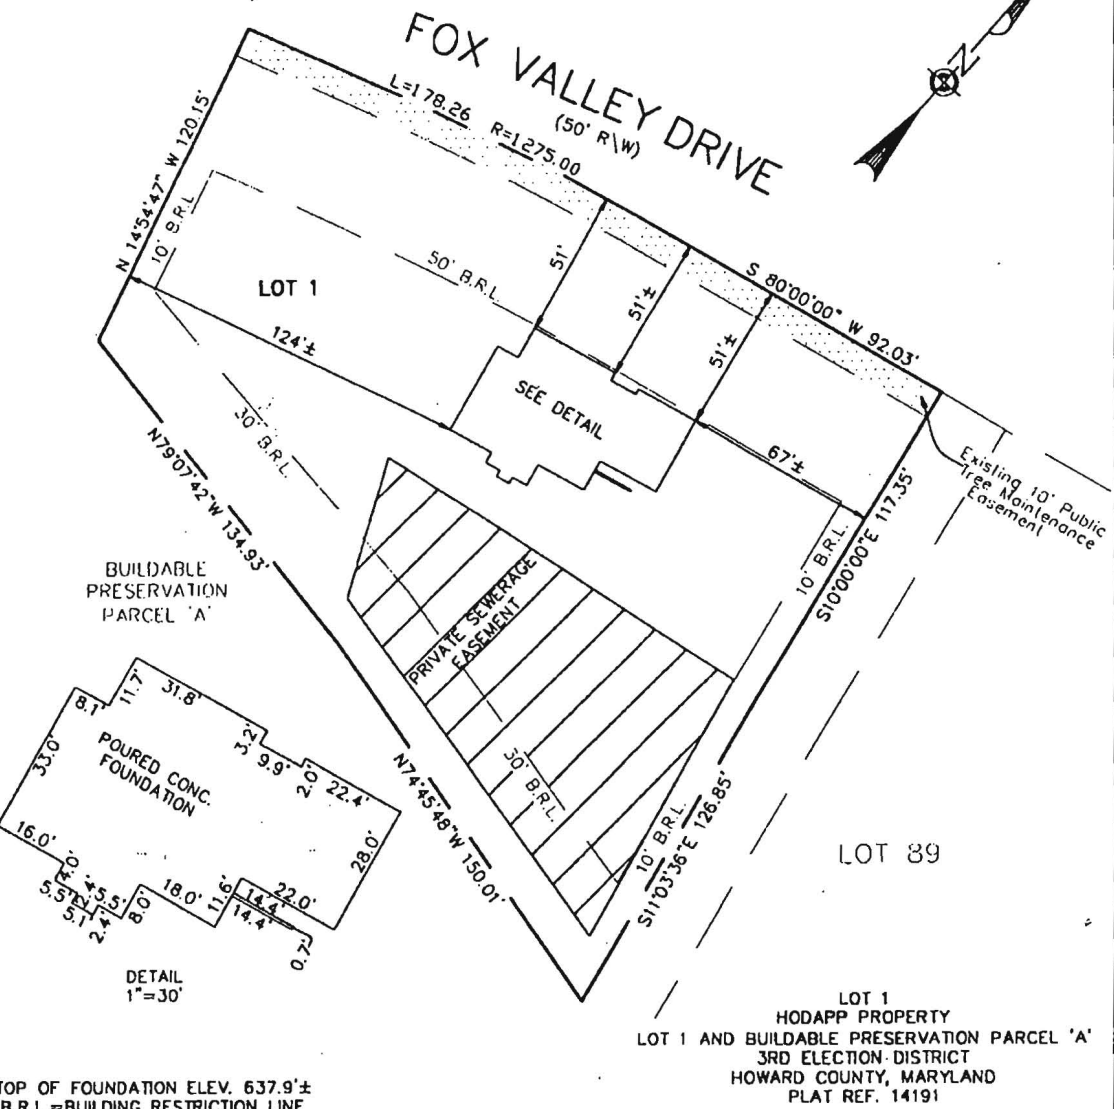 FOX VALLEY DRIVE
(50' R\W)
N
L=178.26
R=1275.00
N 14°54'47" W 120.15'
10' B.R.L
50' B.R.L.
LOT 1
51'
51'±
51'±
S 80°00'00" W 92.03'
124'±
SEE DETAIL
67'±
Existing 10' Public
Tree Maintenance
Easement
30' B.R.L.
N79°07'42"W 134.93'
10' B.R.L.
S10°00'00"E 117.35'
BUILDABLE
PRESERVATION
PARCEL 'A'
PRIVATE SEWERAGE
EASEMENT
30' B.R.L.
N74°45'48"W 150.01'
10' B.R.L.
S11°03'36"E 126.85'
LOT 89
31.8'
11.7'
8.1'
33.0'
POURED CONC.
FOUNDATION
3.2'
9.9'
2.0'
22.4'
28.0'
16.0'
4.0'
5.5'
5.1'
5.5'
2.4'
8.0'
18.0'
11.6'
22.0'
14.4'
14.4'
0.7'
DETAIL
1"=30'
LOT 1
HODAPP PROPERTY
LOT 1 AND BUILDABLE PRESERVATION PARCEL 'A'
3RD ELECTION DISTRICT
HOWARD COUNTY, MARYLAND
PLAT REF. 14191
TOP OF FOUNDATION ELEV. 637.9'±
B.R.L.=BUILDING RESTRICTION LINE